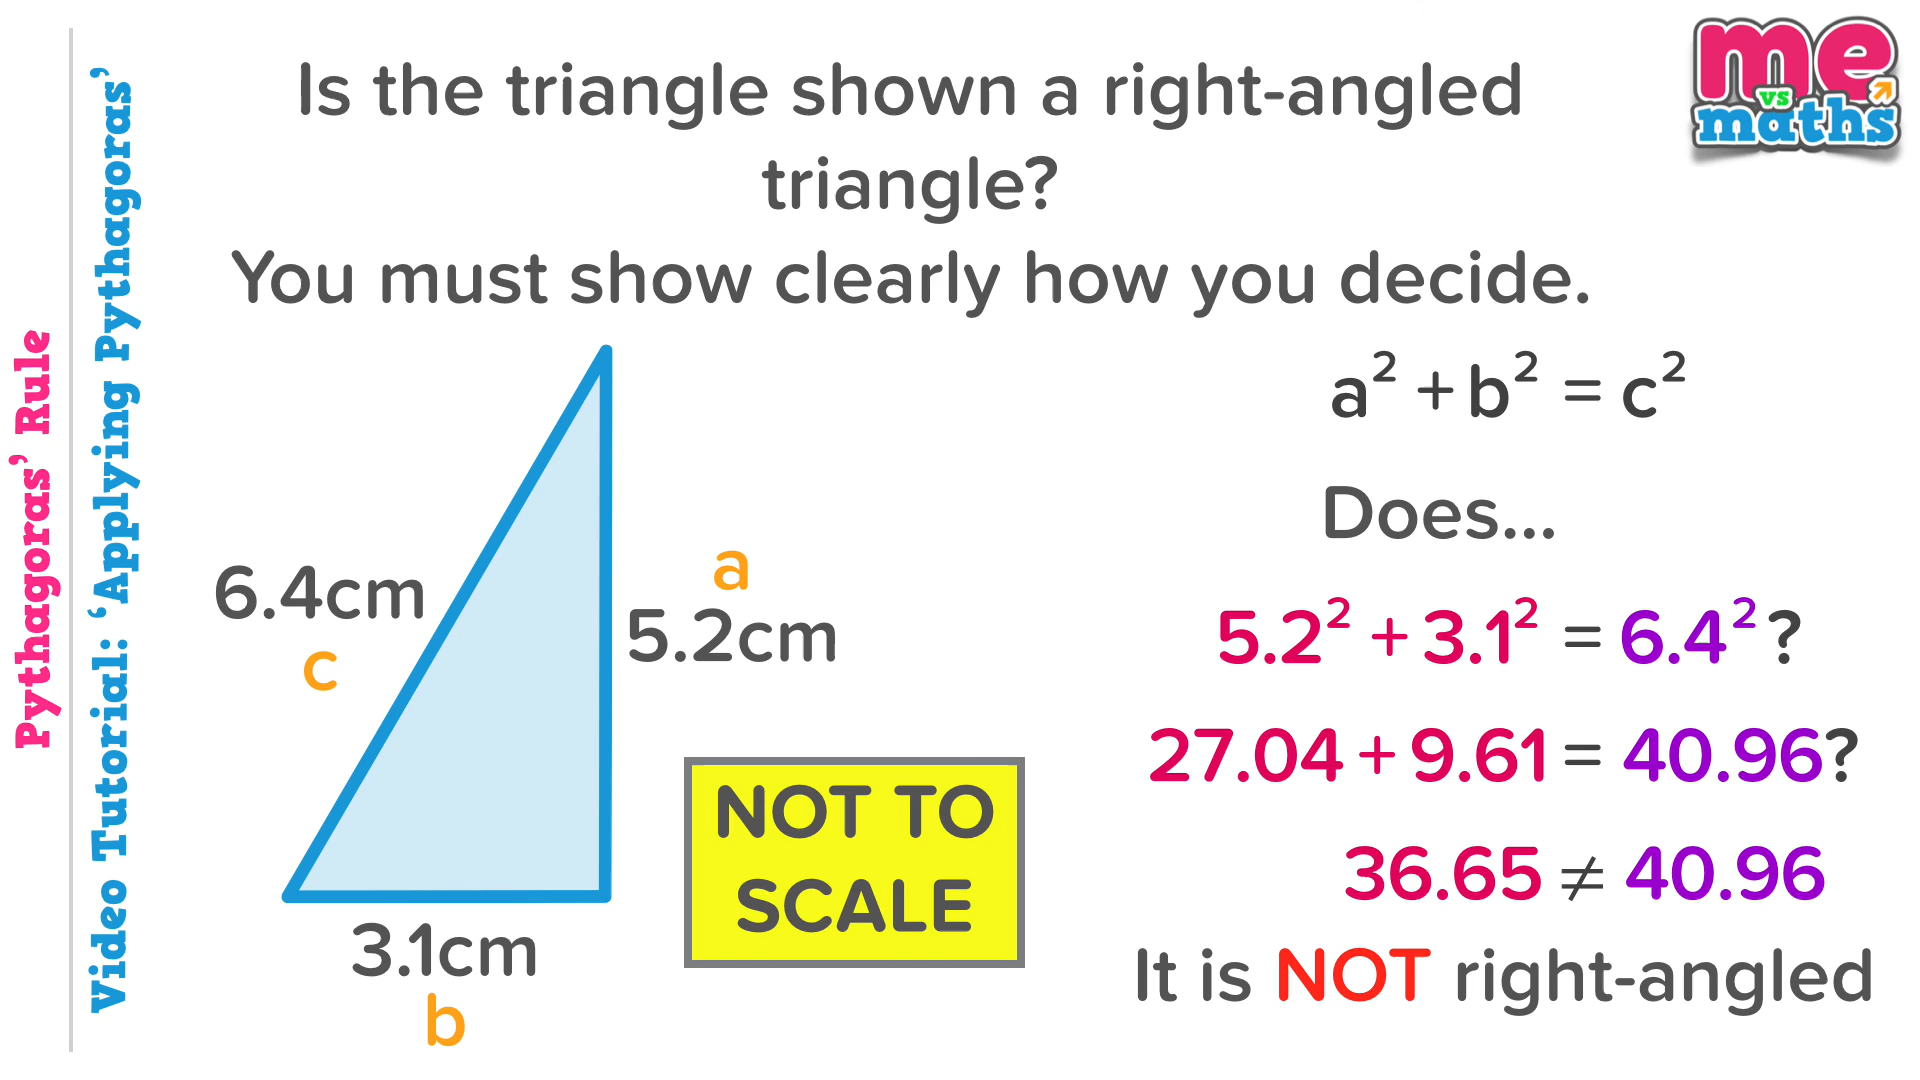 Pythagoras’ Rule
Video Tutorial: ‘Applying Pythagoras’
Is the triangle shown a right-angled
triangle?
You must show clearly how you decide.
me
vs
maths
6.4cm
c
a
5.2cm
3.1cm
b
NOT TO
SCALE
a² + b² = c²
Does...
5.2² + 3.1² = 6.4² ?
27.04 + 9.61 = 40.96?
36.65 ≠ 40.96
It is NOT right-angled